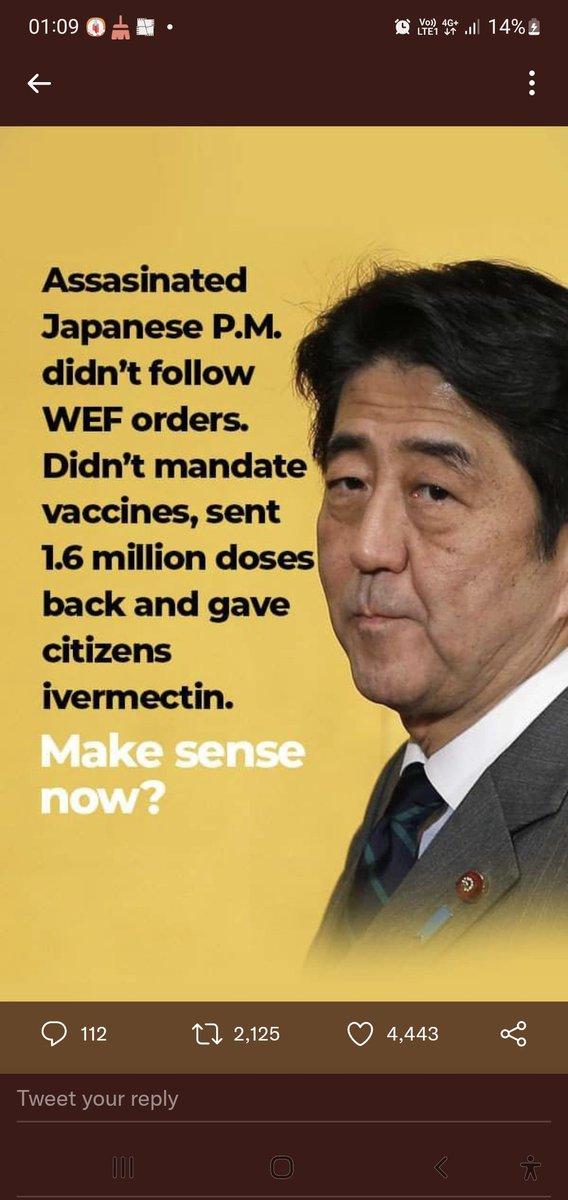 01:09
Vo))
LTE1
4G+
14%
Assasinated
Japanese P.M.
didn't follow
WEF orders.
Didn't mandate
vaccines, sent
1.6 million doses
back and gave
citizens
ivermectin.
Make sense
now?
112
2,125
4,443
Tweet your reply